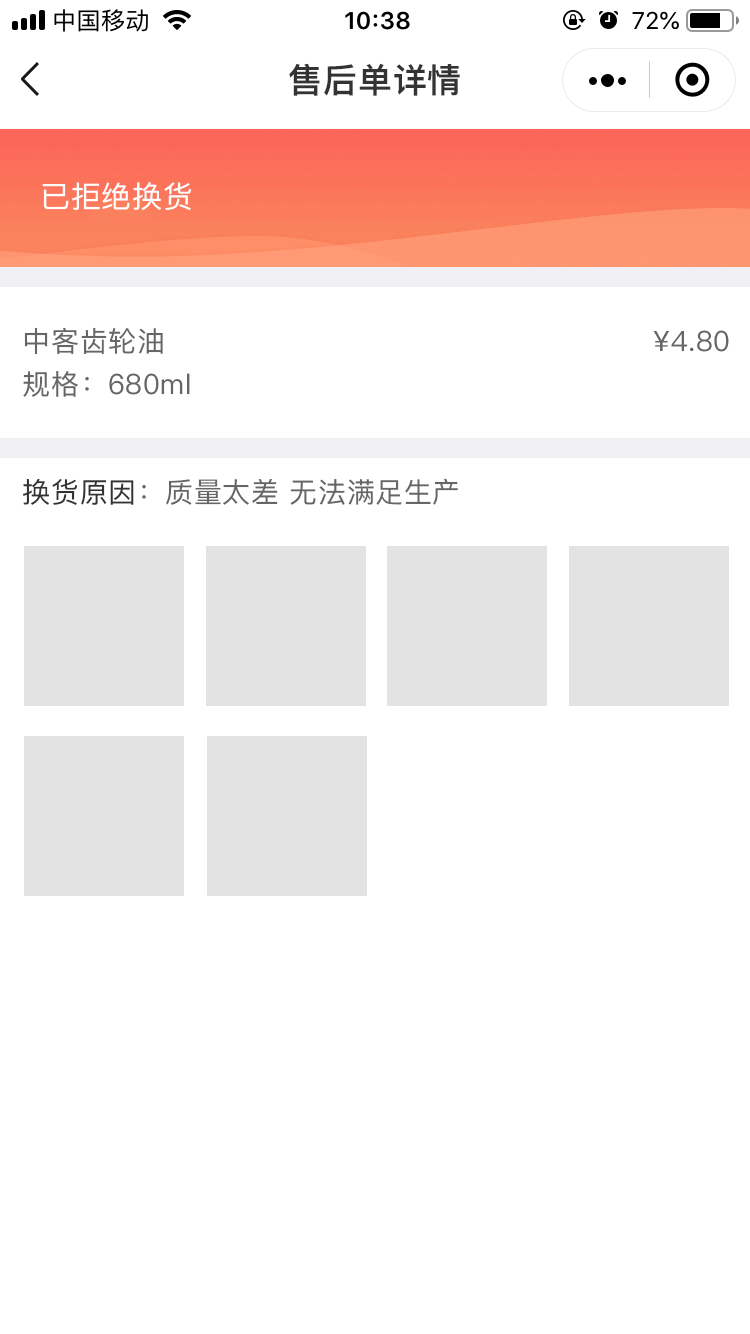 中国移动 10:38 72%
售后单详情
已拒绝换货
中客齿轮油 ¥4.80
规格：680ml
换货原因：质量太差 无法满足生产